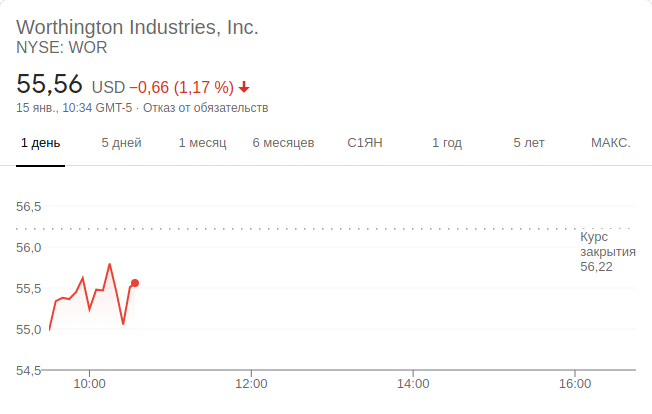 Worthington Industries, Inc.
NYSE: WOR
55,56 USD −0,66 (1,17 %)
15 янв., 10:34 GMT-5 · Отказ от обязательств
1 день 5 дней 1 месяц 6 месяцев С1ЯН 1 год 5 лет МАКС.
56,5
56,0
55,5
55,0
54,5
Курс
закрытия
56,22
10:00 12:00 14:00 16:00